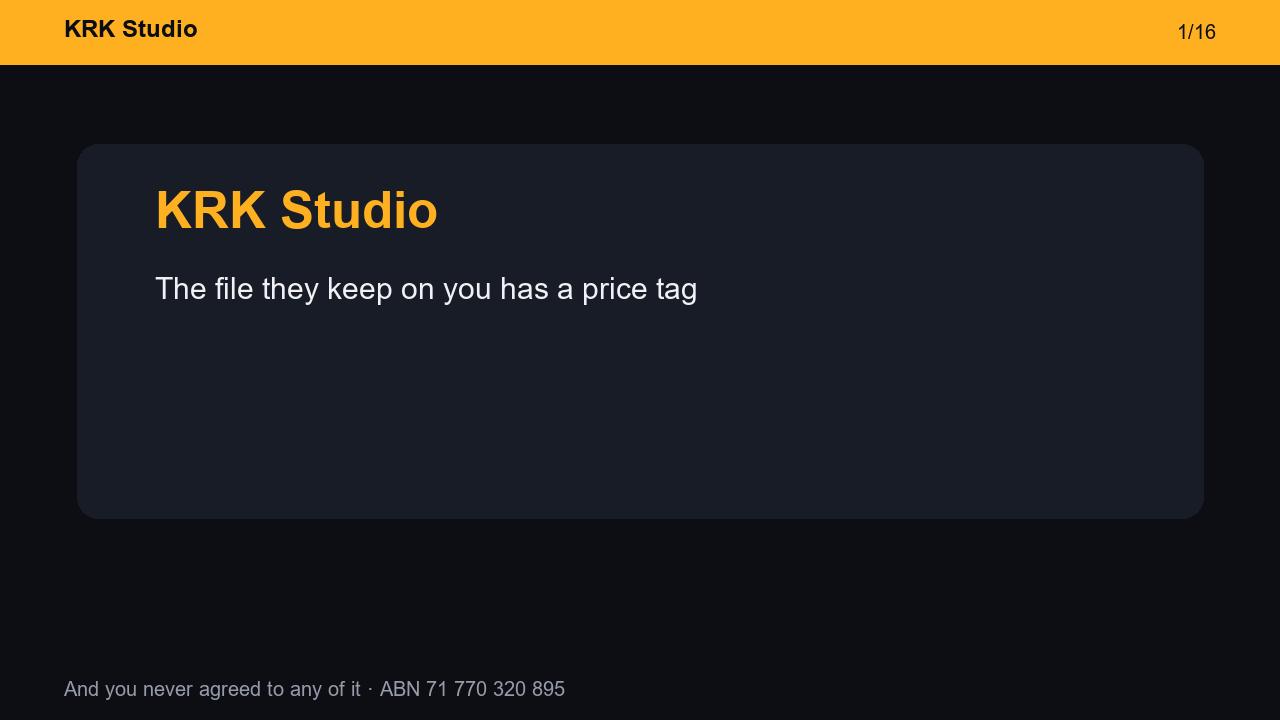 KRK Studio
1/16
KRK Studio
The file they keep on you has a price tag
And you never agreed to any of it · ABN 71 770 320 895